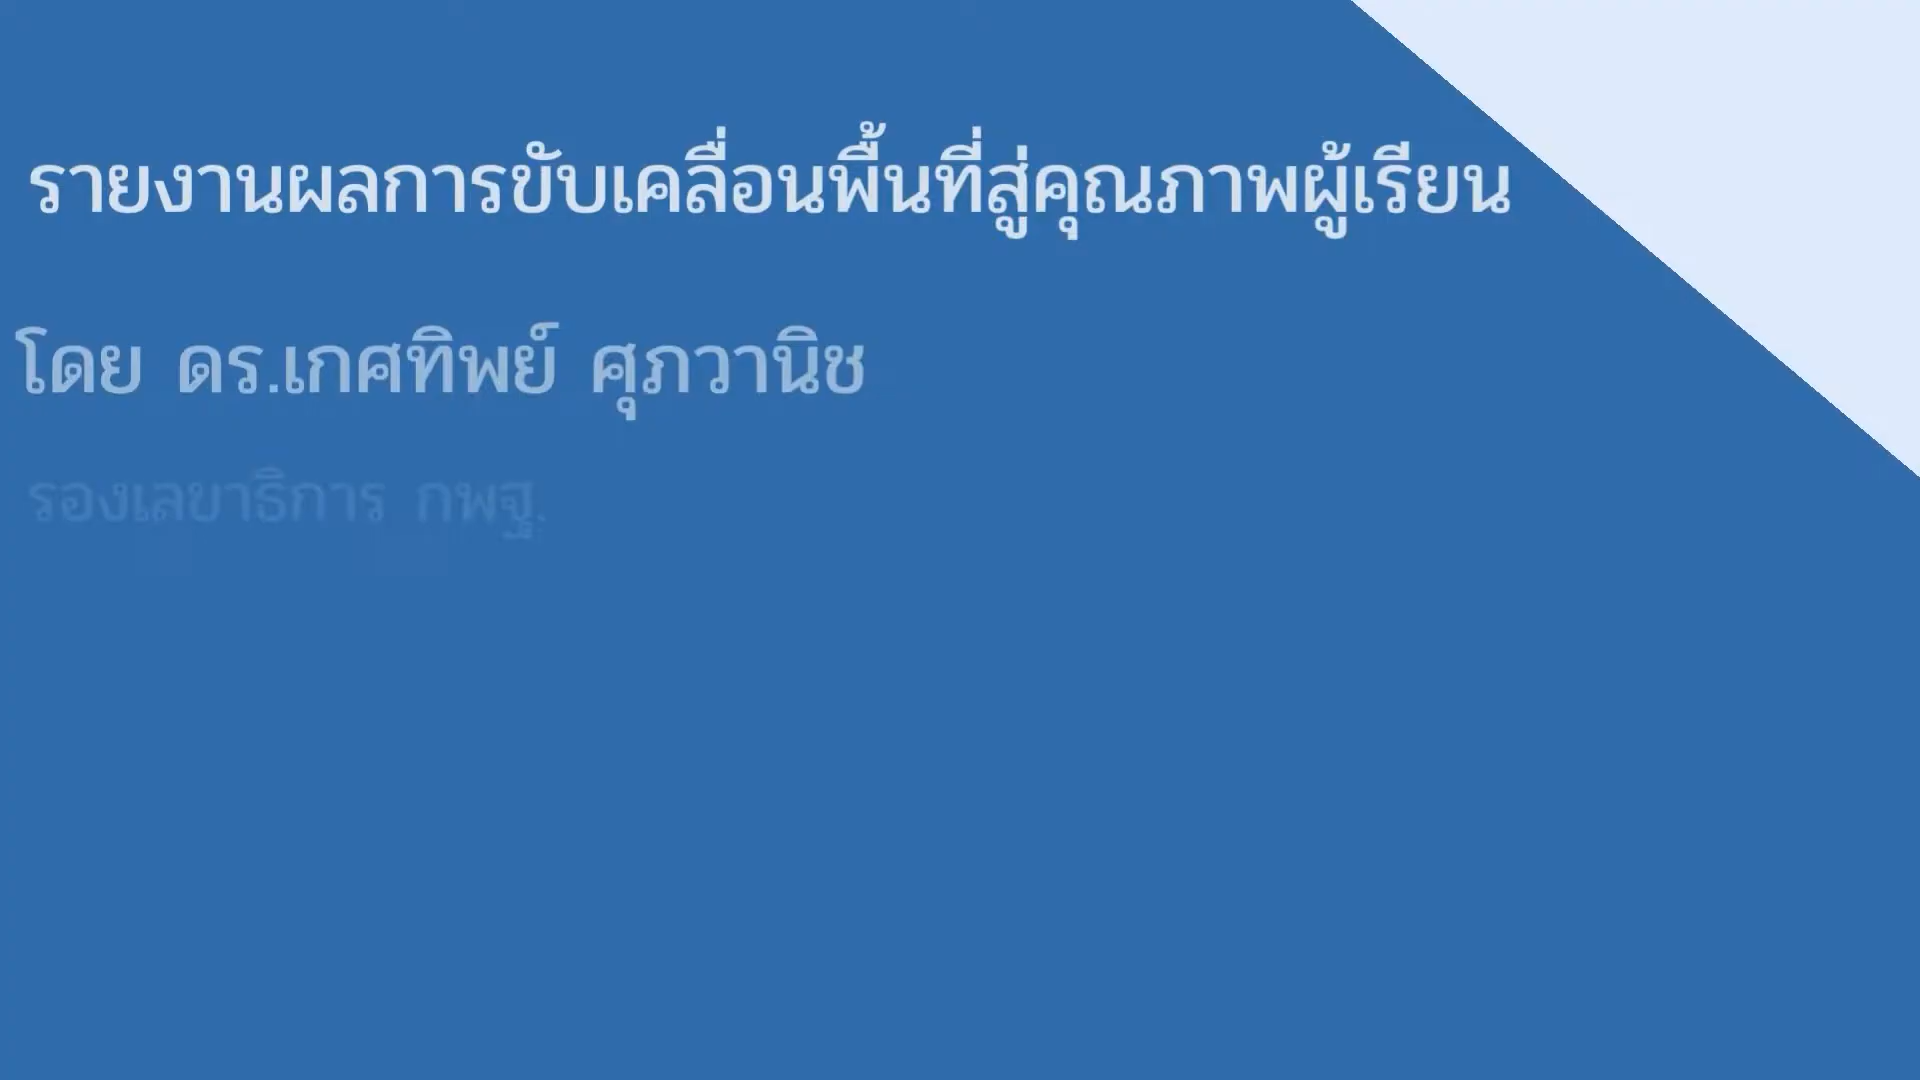 รายงานผลการขับเคลื่อนพื้นที่สู่คุณภาพผู้เรียน
โดย ดร.เกศทิพย์ ศุภวานิช
รองเลขาธิการ กพฐ.